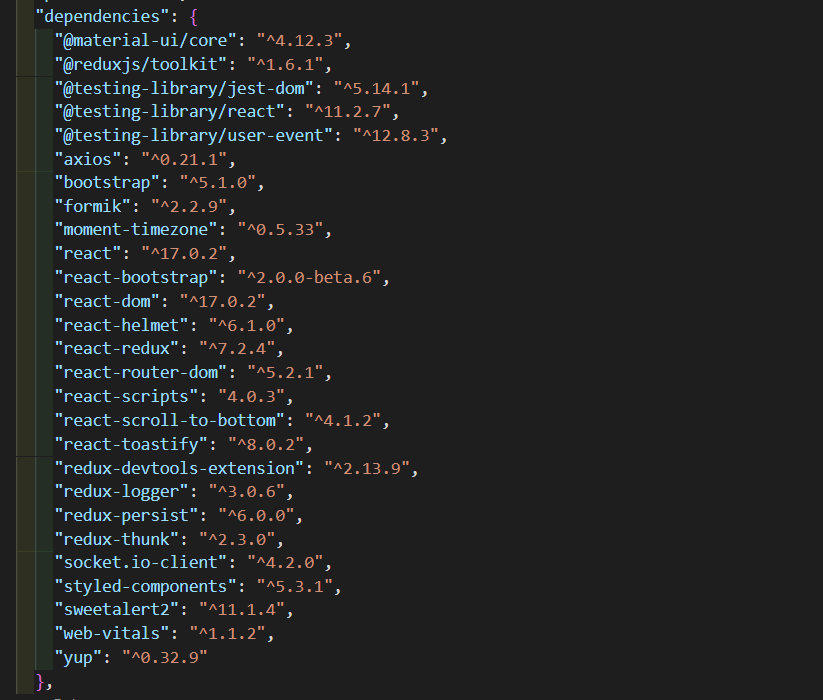 "dependencies": {
"@material-ui/core": "^4.12.3",
"@reduxjs/toolkit": "^1.6.1",
"@testing-library/jest-dom": "^5.14.1",
"@testing-library/react": "^11.2.7",
"@testing-library/user-event": "^12.8.3",
"axios": "^0.21.1",
"bootstrap": "^5.1.0",
"formik": "^2.2.9",
"moment-timezone": "^0.5.33",
"react": "^17.0.2",
"react-bootstrap": "^2.0.0-beta.6",
"react-dom": "^17.0.2",
"react-helmet": "^6.1.0",
"react-redux": "^7.2.4",
"react-router-dom": "^5.2.1",
"react-scripts": "4.0.3",
"react-scroll-to-bottom": "^4.1.2",
"react-toastify": "^8.0.2",
"redux-devtools-extension": "^2.13.9",
"redux-logger": "^3.0.6",
"redux-persist": "^6.0.0",
"redux-thunk": "^2.3.0",
"socket.io-client": "^4.2.0",
"styled-components": "^5.3.1",
"sweetalert2": "^11.1.4",
"web-vitals": "^1.1.2",
"yup": "^0.32.9"
},